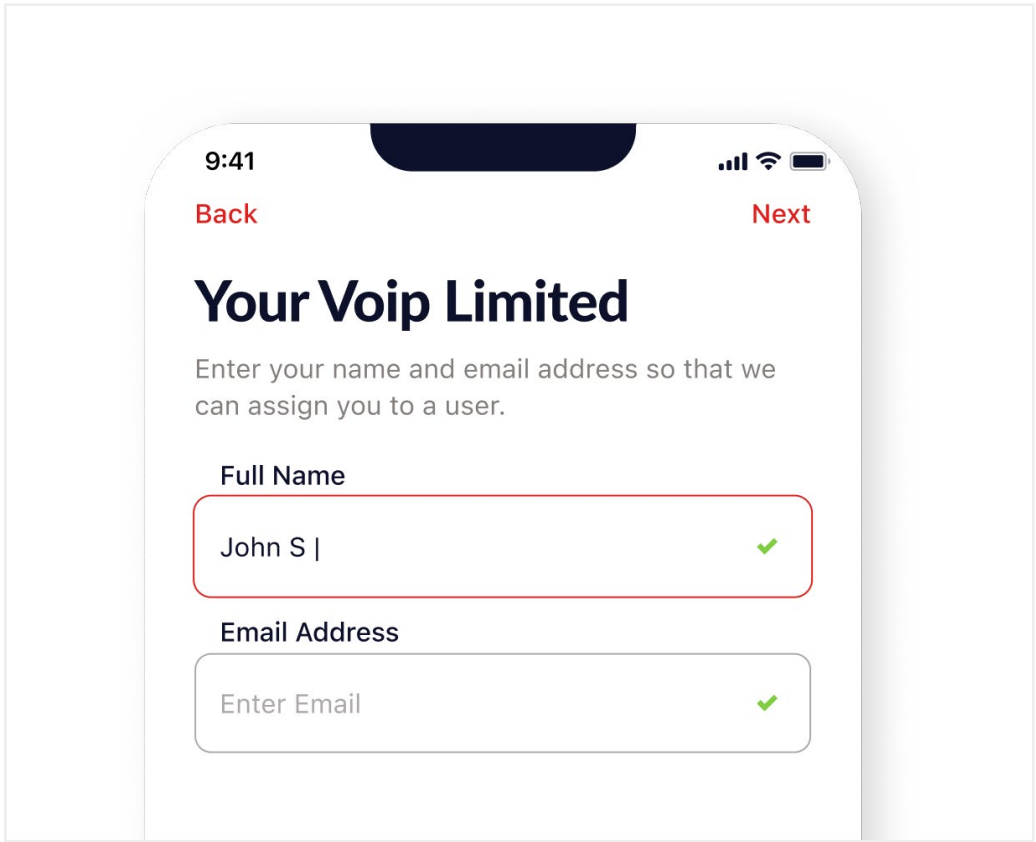 9:41
Back
Next
Your Voip Limited
Enter your name and email address so that we
can assign you to a user.
Full Name
John S |
Email Address
Enter Email